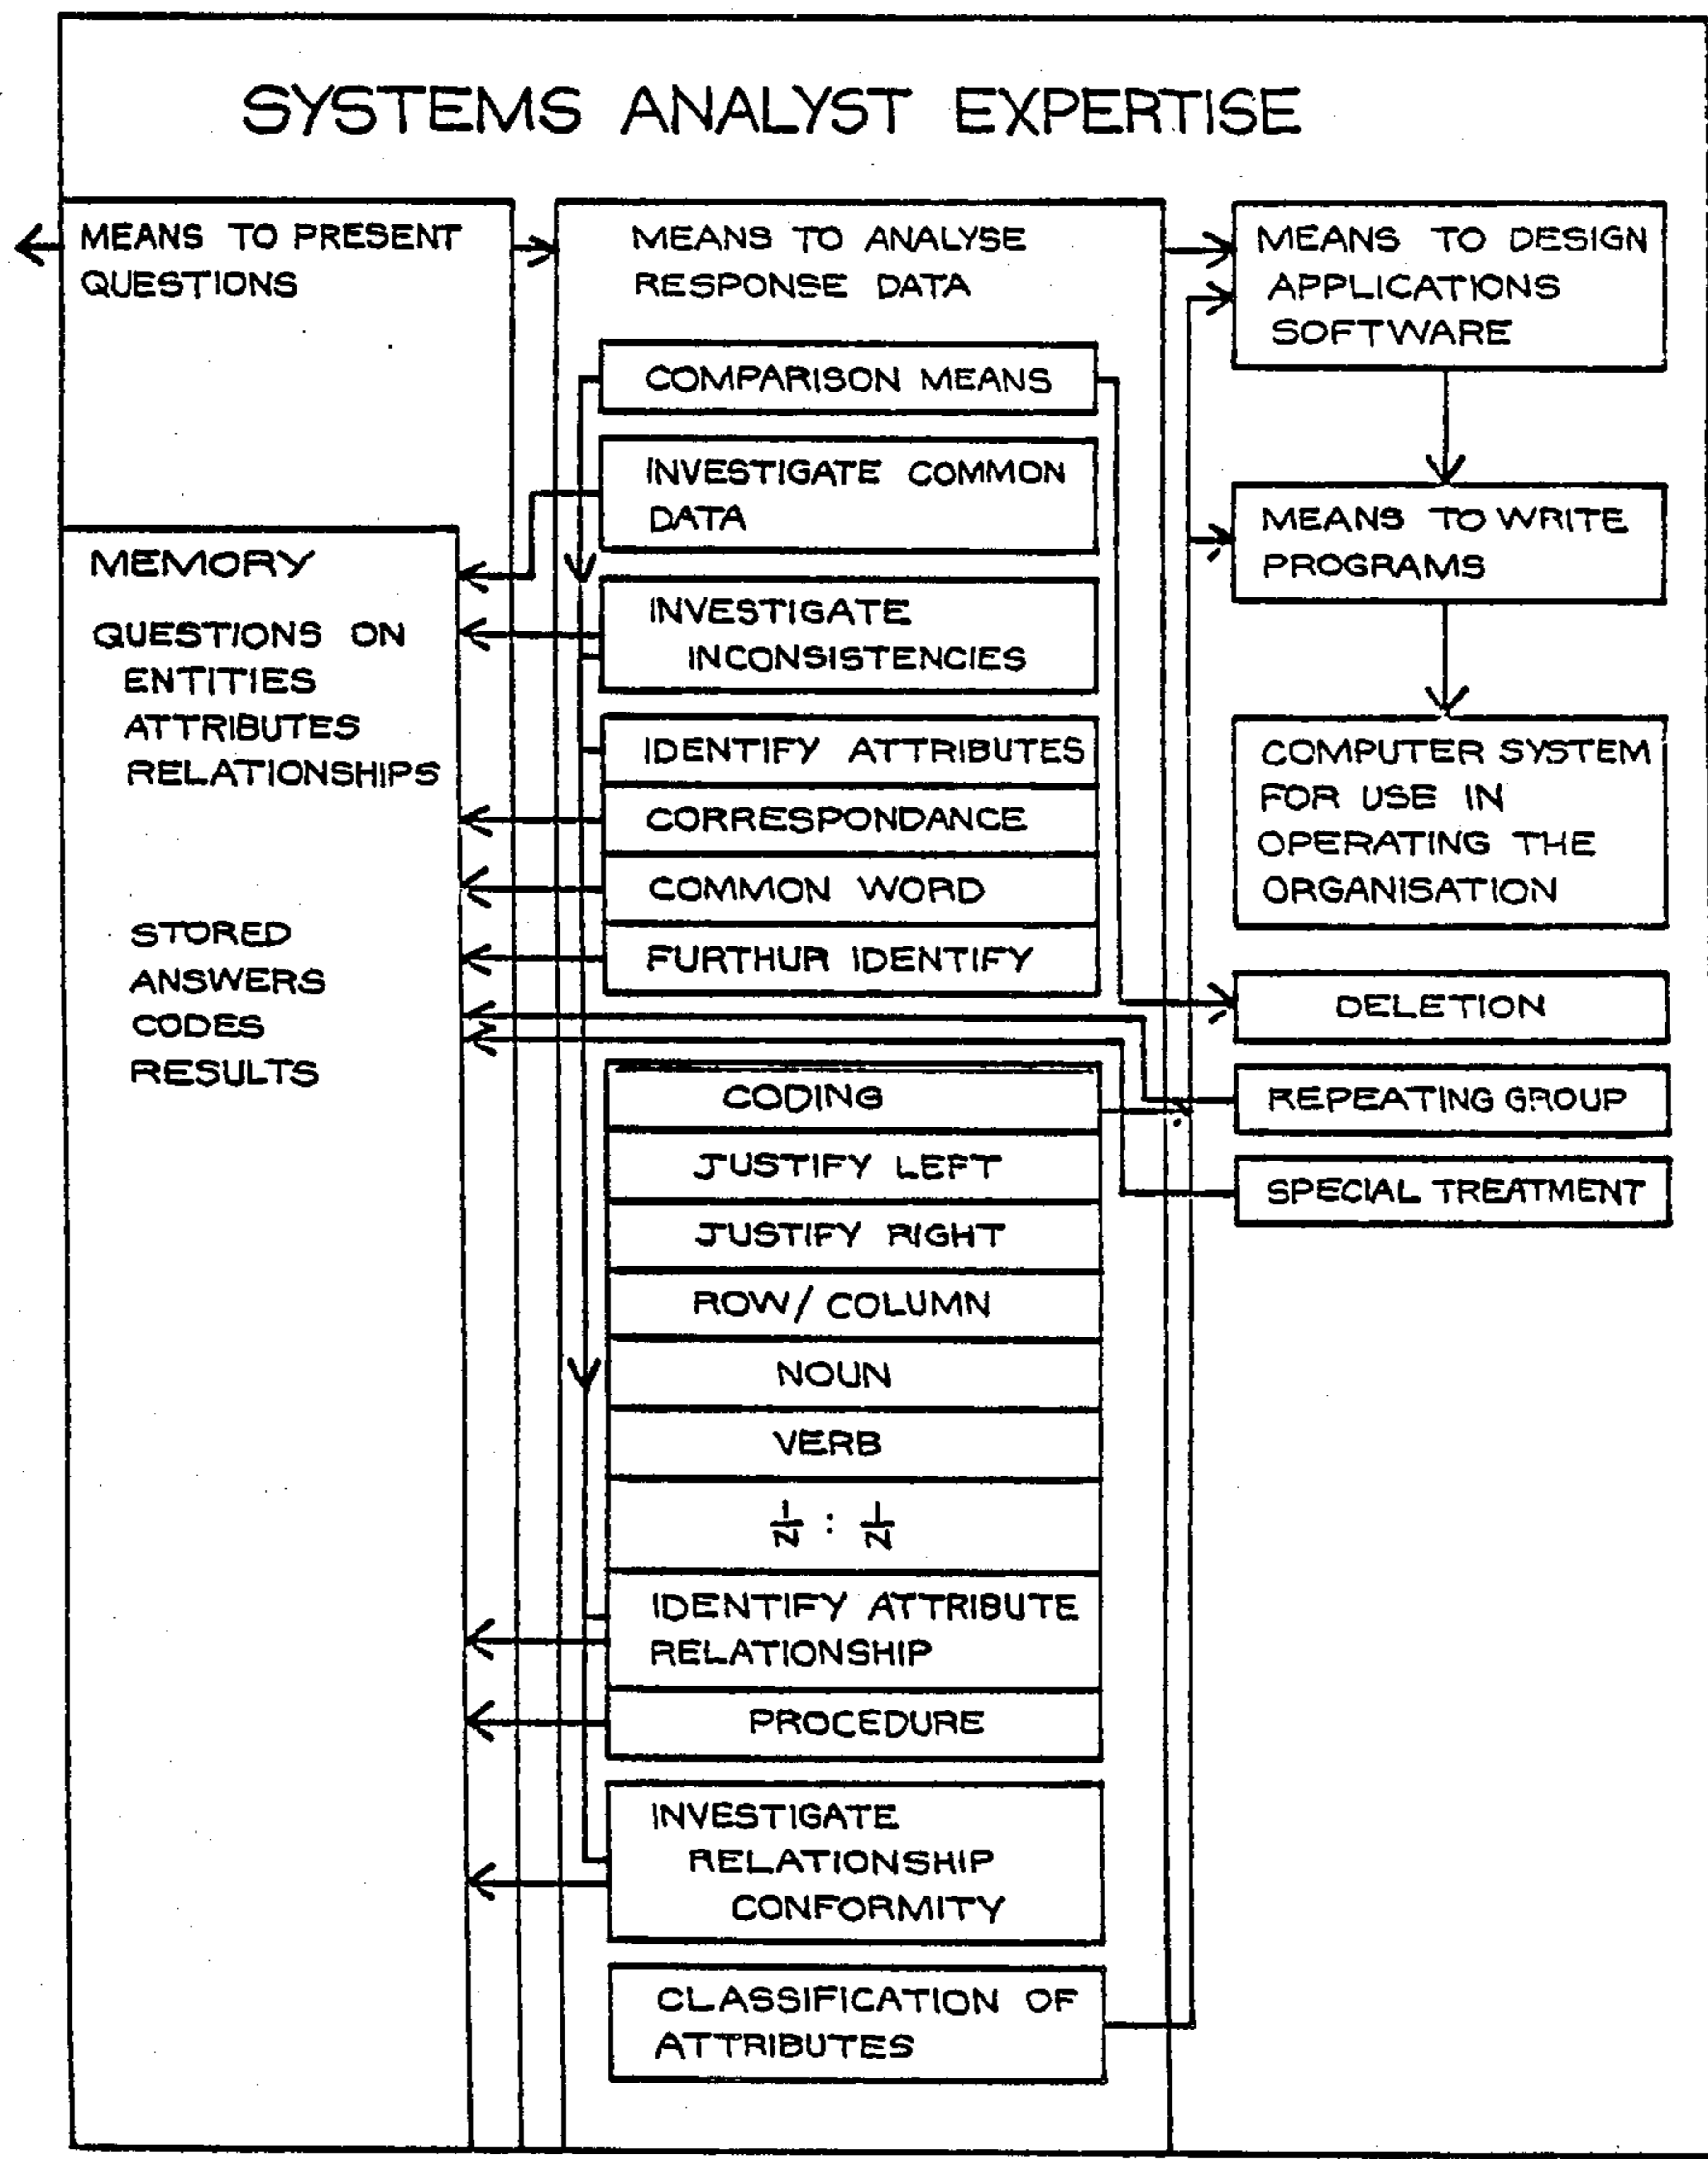 SYSTEMS ANALYST EXPERTISE
MEANS TO PRESENT
QUESTIONS
MEMORY
QUESTIONS ON
ENTITIES
ATTRIBUTES
RELATIONSHIPS
STORED
ANSWERS
CODES
RESULTS
MEANS TO ANALYSE
RESPONSE DATA
COMPARISON MEANS
INVESTIGATE COMMON
DATA
INVESTIGATE
INCONSISTENCIES
IDENTIFY ATTRIBUTES
CORRESPONDANCE
COMMON WORD
FURTHUR IDENTIFY
CODING
JUSTIFY LEFT
JUSTIFY RIGHT
ROW/COLUMN
NOUN
VERB
1/N : 1/N
IDENTIFY ATTRIBUTE
RELATIONSHIP
PROCEDURE
INVESTIGATE
RELATIONSHIP
CONFORMITY
CLASSIFICATION OF
ATTRIBUTES
MEANS TO DESIGN
APPLICATIONS
SOFTWARE
MEANS TO WRITE
PROGRAMS
COMPUTER SYSTEM
FOR USE IN
OPERATING THE
ORGANISATION
DELETION
REPEATING GROUP
SPECIAL TREATMENT